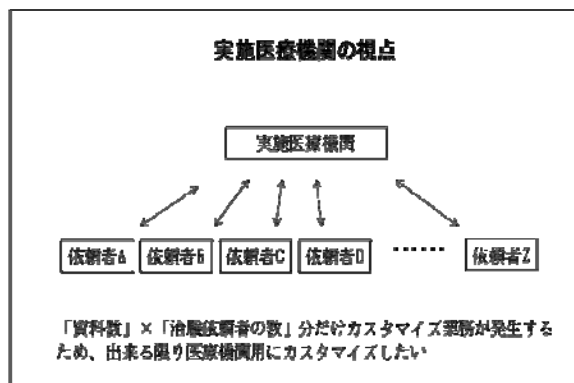 実施医療機関の視点
実施医療機関
依頼者A 依頼者B 依頼者C 依頼者D ‥‥‥ 依頼者Z
「資料数」×「治験依頼者の数」分だけカスタマイズ業務が発生する
ため、出来る限り医療機関用にカスタマイズしたい